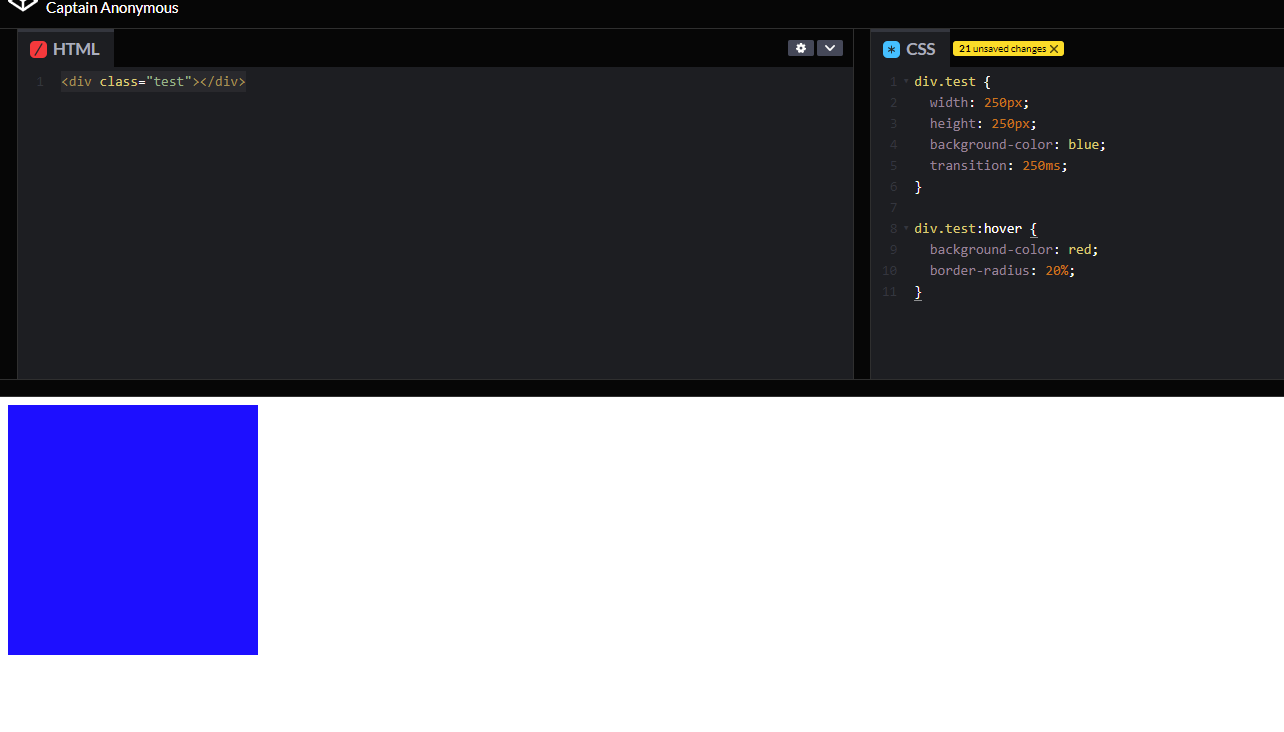 Captain Anonymous
HTML
1 <div class="test"></div>
CSS 21 unsaved changes
1 div.test {
2 width: 250px;
3 height: 250px;
4 background-color: blue;
5 transition: 250ms;
6 }
7
8 div.test:hover {
9 background-color: red;
10 border-radius: 20%;
11 }